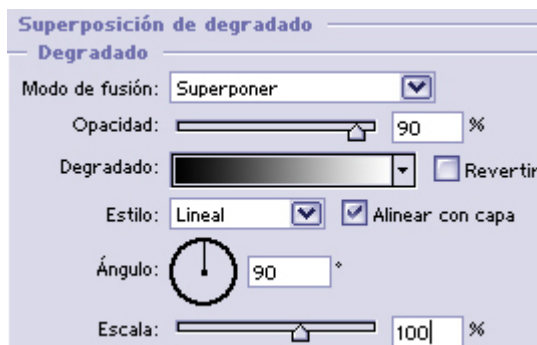 Superposición de degradado
Degradado
Modo de fusión: Superponer
Opacidad: 90 %
Degradado: Revertir
Estilo: Lineal Alinear con capa
Ángulo: 90 °
Escala: 100 %